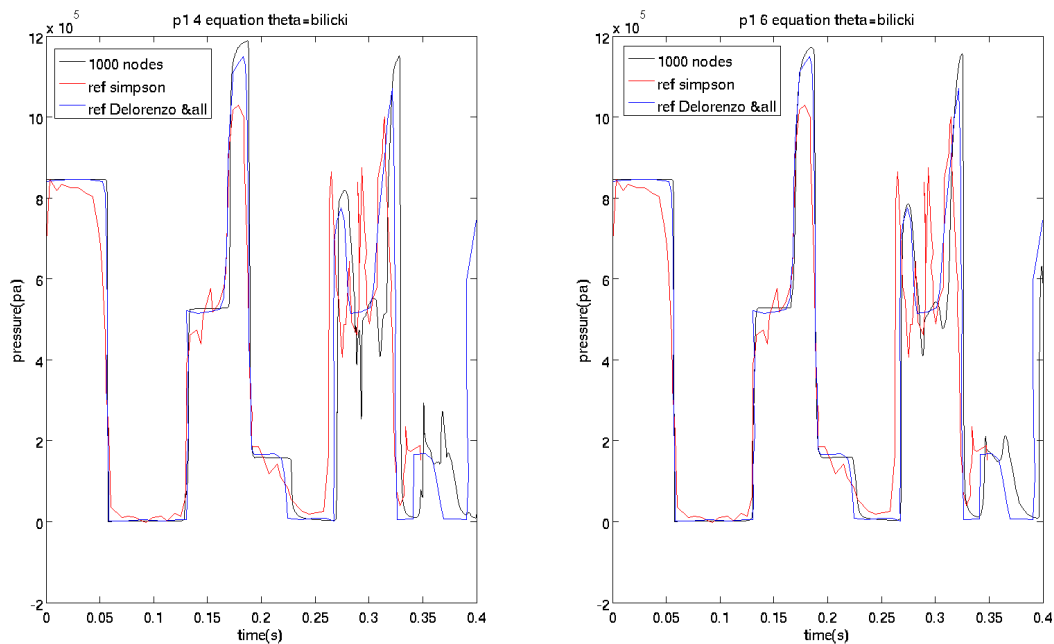 x 10^5
p1 4 equation theta=bilicki
12
10
8
6
4
2
0
-2
pressure(pa)
1000 nodes
ref simpson
ref Delorenzo &all
0
0.05
0.1
0.15
0.2
0.25
0.3
0.35
0.4
time(s)
x 10^5
p1 6 equation theta=bilicki
12
10
8
6
4
2
0
-2
pressure(pa)
1000 nodes
ref simpson
ref Delorenzo &all
0
0.05
0.1
0.15
0.2
0.25
0.3
0.35
0.4
time(s)